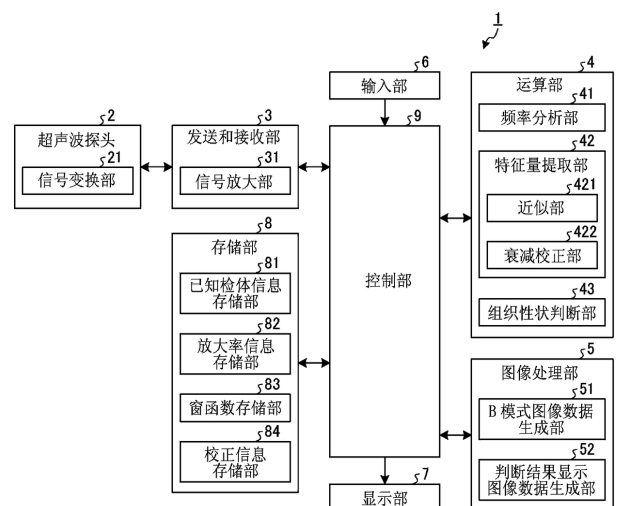 1
6
输入部
2
超声波探头
21
信号变换部
3
发送和接收部
31
信号放大部
9
控制部
4
运算部
41
频率分析部
42
特征量提取部
421
近似部
422
衰减校正部
43
组织性状判断部
8
存储部
81
已知检体信息
存储部
82
放大率信息
存储部
83
窗函数存储部
84
校正信息
存储部
5
图像处理部
51
B 模式图像数据
生成部
52
判断结果显示
图像数据生成部
7
显示部